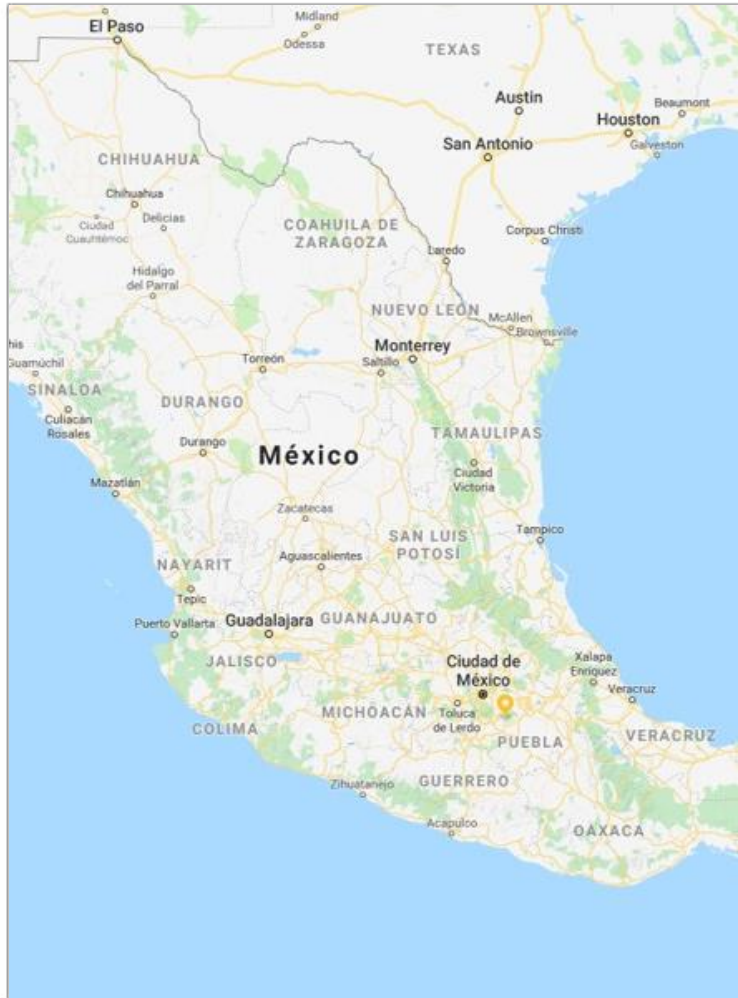 Midland
El Paso
Odessa
TEXAS
Austin
Beaumont
Houston
San Antonio
Galveston
CHIHUAHUA
Chihuahua
Delicias
Ciudad
Cuauhtémoc
COAHUILA DE
ZARAGOZA
Corpus Christi
Laredo
Hidalgo
del Parral
NUEVO LEÓN
McAllen
Brownsville
his
Guamúchil
Monterrey
Torreón
Saltillo
SINALOA
DURANGO
Culiacán
Rosales
TAMAULIPAS
Durango
México
Ciudad
Victoria
Mazatlán
Zacatecas
SAN LUIS
POTOSÍ
Tampico
Aguascalientes
NAYARIT
Tepic
Puerto Vallarta
Guadalajara
GUANAJUATO
JALISCO
Ciudad de
México
Xalapa
Enríquez
Veracruz
MICHOACÁN
Toluca
de Lerdo
COLIMA
PUEBLA
VERACRUZ
GUERRERO
Zihuatanejo
Acapulco
OAXACA